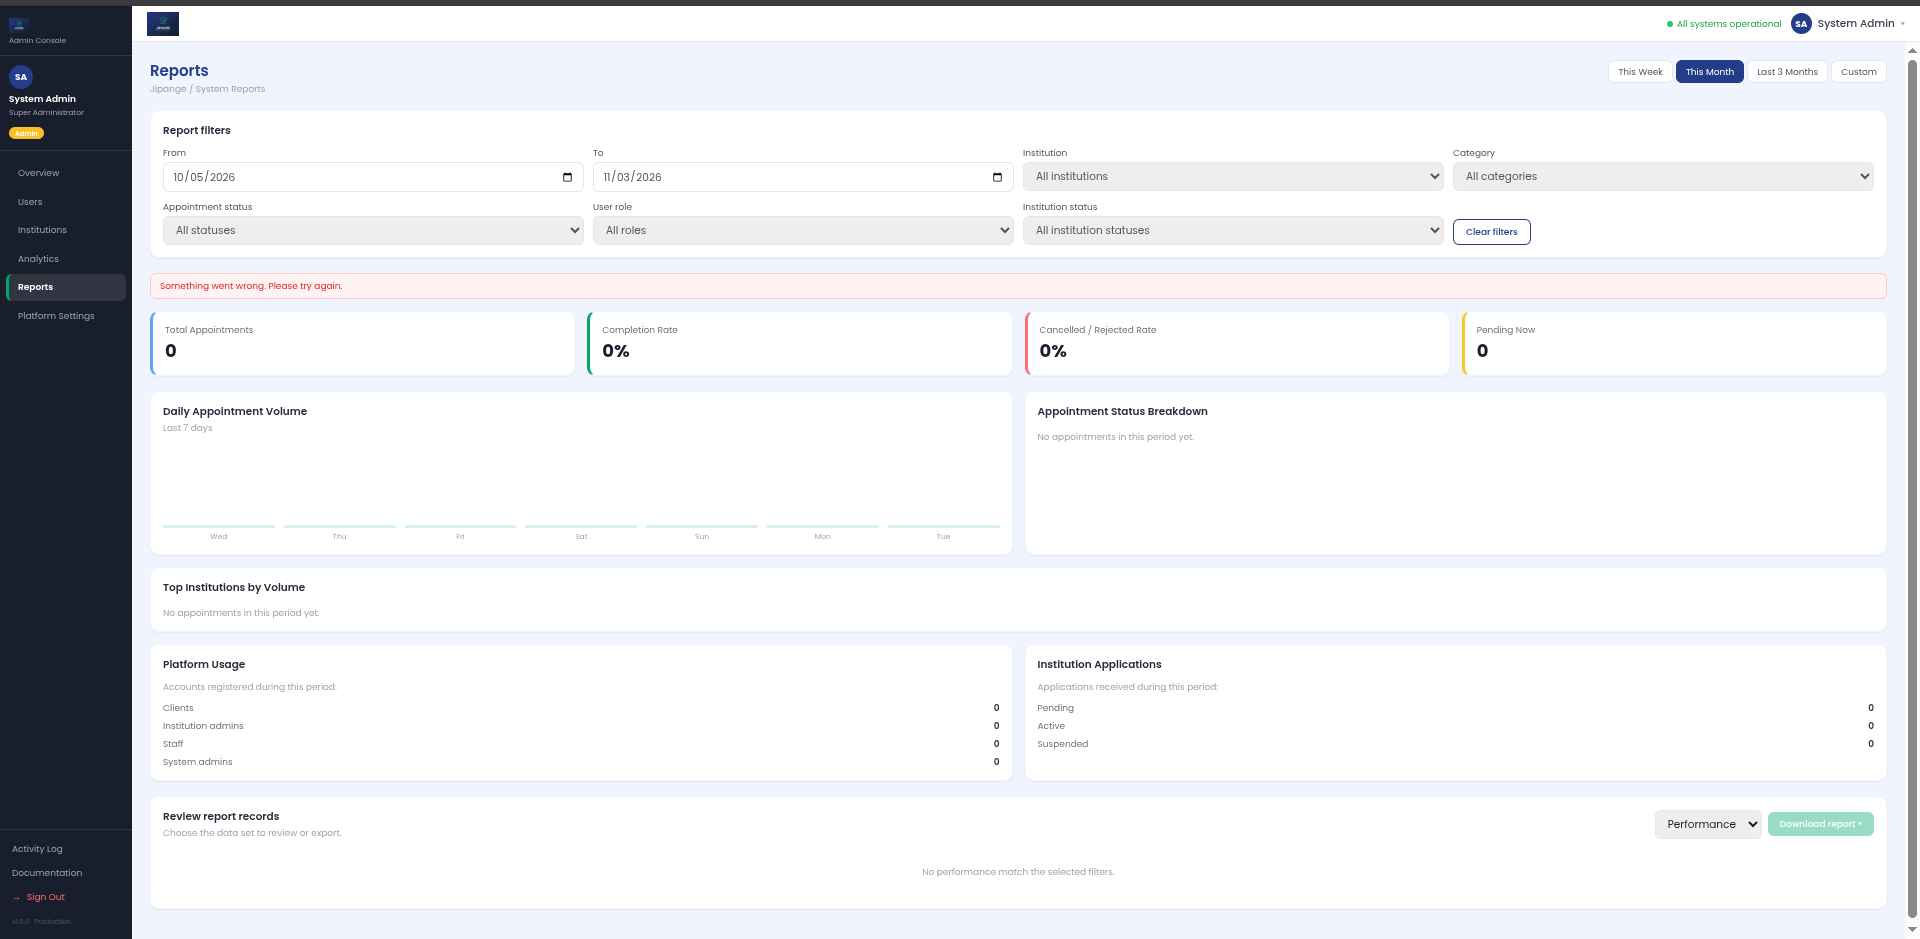 Admin Console
All systems operational
SA
System Admin
SA
System Admin
Super Administrator
Admin
Overview
Users
Institutions
Analytics
Reports
Platform Settings
Activity Log
Documentation
→ Sign Out
v1.0.0 · Production
Reports
Jipange / System Reports
This Week
This Month
Last 3 Months
Custom
Report filters
From
To
Institution
Category
10/05/2026
11/03/2026
All institutions
All categories
Appointment status
User role
Institution status
All statuses
All roles
All institution statuses
Clear filters
Something went wrong. Please try again.
Total Appointments
0
Completion Rate
0%
Cancelled / Rejected Rate
0%
Pending Now
0
Daily Appointment Volume
Last 7 days
Wed
Thu
Fri
Sat
Sun
Mon
Tue
Appointment Status Breakdown
No appointments in this period yet.
Top Institutions by Volume
No appointments in this period yet.
Platform Usage
Accounts registered during this period:
Clients 0
Institution admins 0
Staff 0
System admins 0
Institution Applications
Applications received during this period:
Pending 0
Active 0
Suspended 0
Review report records
Choose the data set to review or export.
Performance
Download report
No performance match the selected filters.